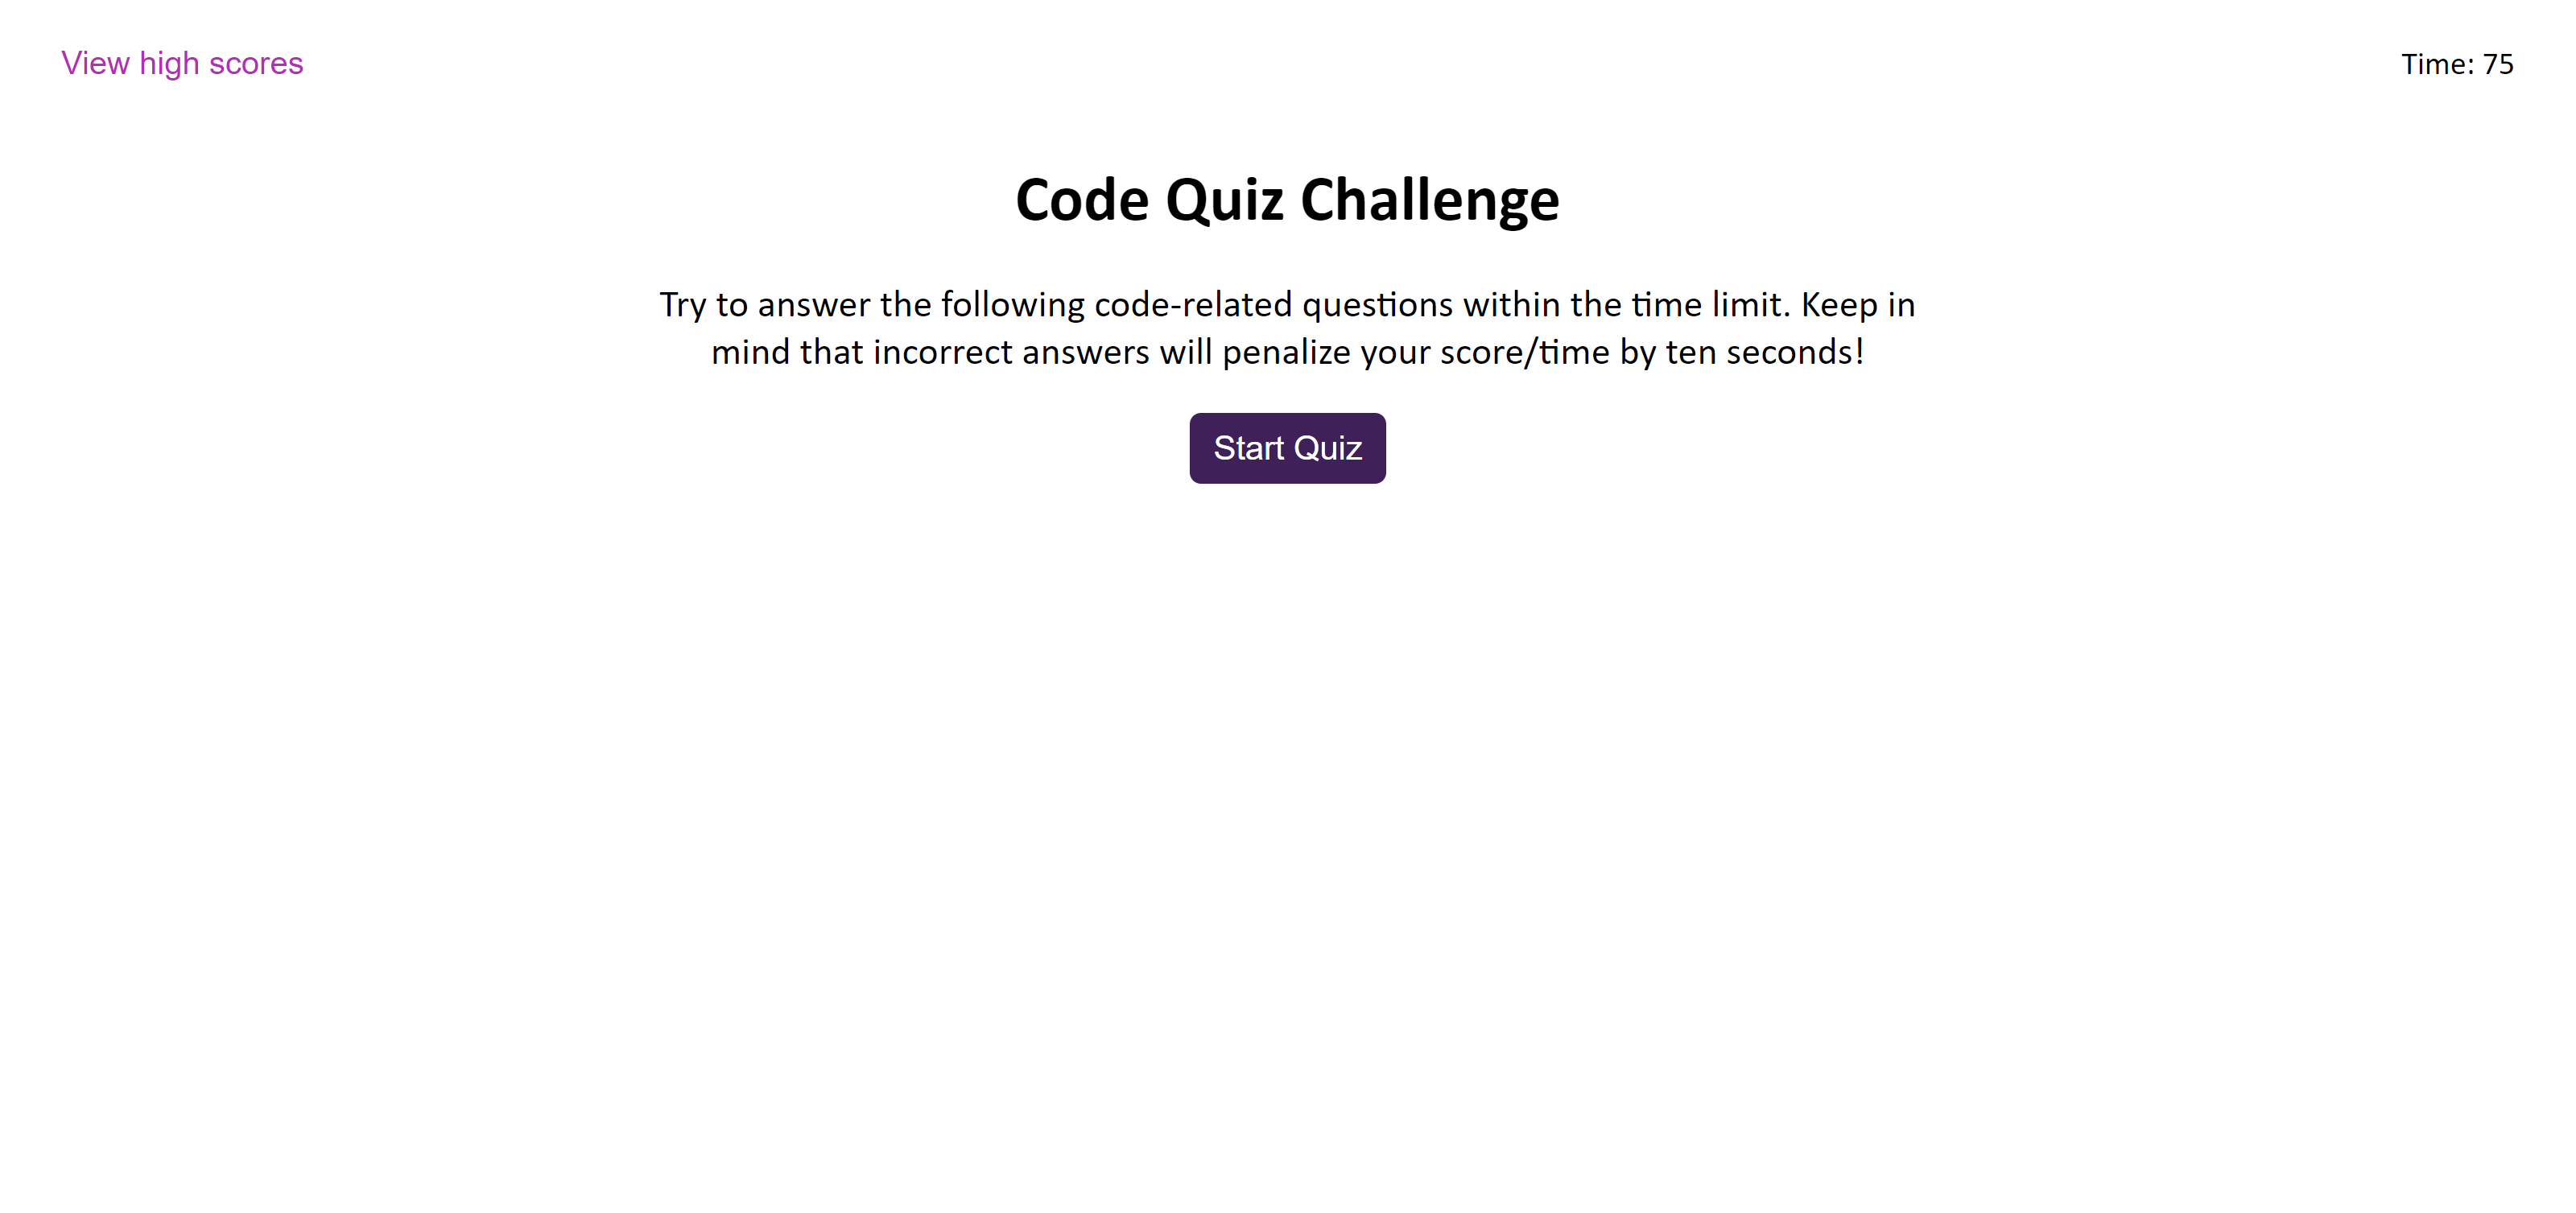 View high scores
Time: 75
Code Quiz Challenge
Try to answer the following code-related questions within the time limit. Keep in
mind that incorrect answers will penalize your score/time by ten seconds!
Start Quiz